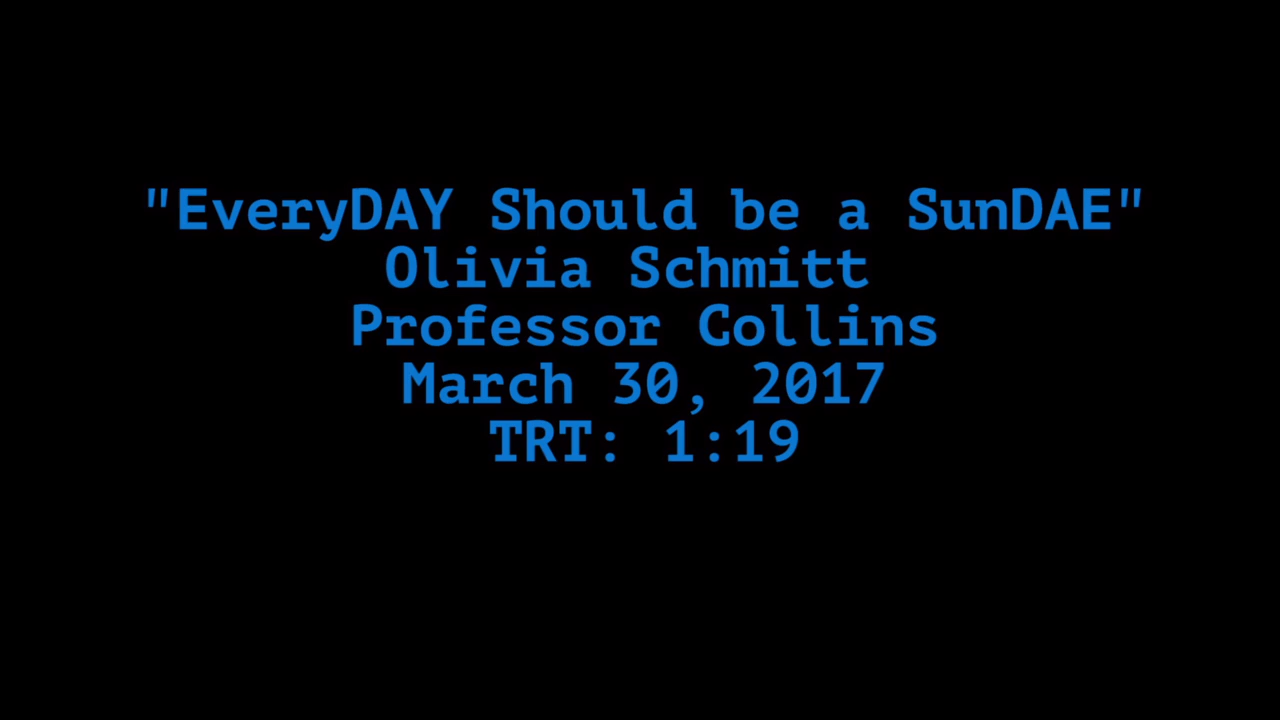 "EveryDAY Should be a SunDAE"
Olivia Schmitt
Professor Collins
March 30, 2017
TRT: 1:19